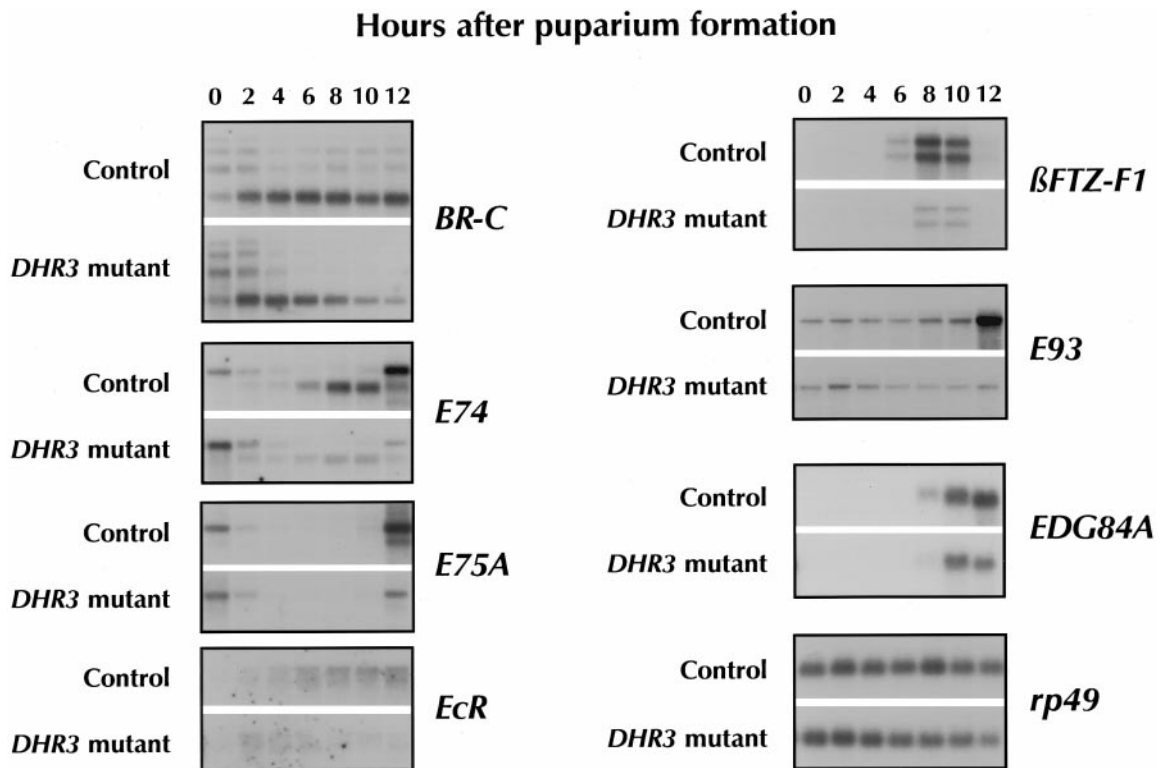 Hours after puparium formation
0 2 4 6 8 10 12
Control
DHR3 mutant
BR-C
Control
DHR3 mutant
E74
Control
DHR3 mutant
E75A
Control
DHR3 mutant
EcR
0 2 4 6 8 10 12
Control
DHR3 mutant
ßFTZ-F1
Control
DHR3 mutant
E93
Control
DHR3 mutant
EDG84A
Control
DHR3 mutant
rp49